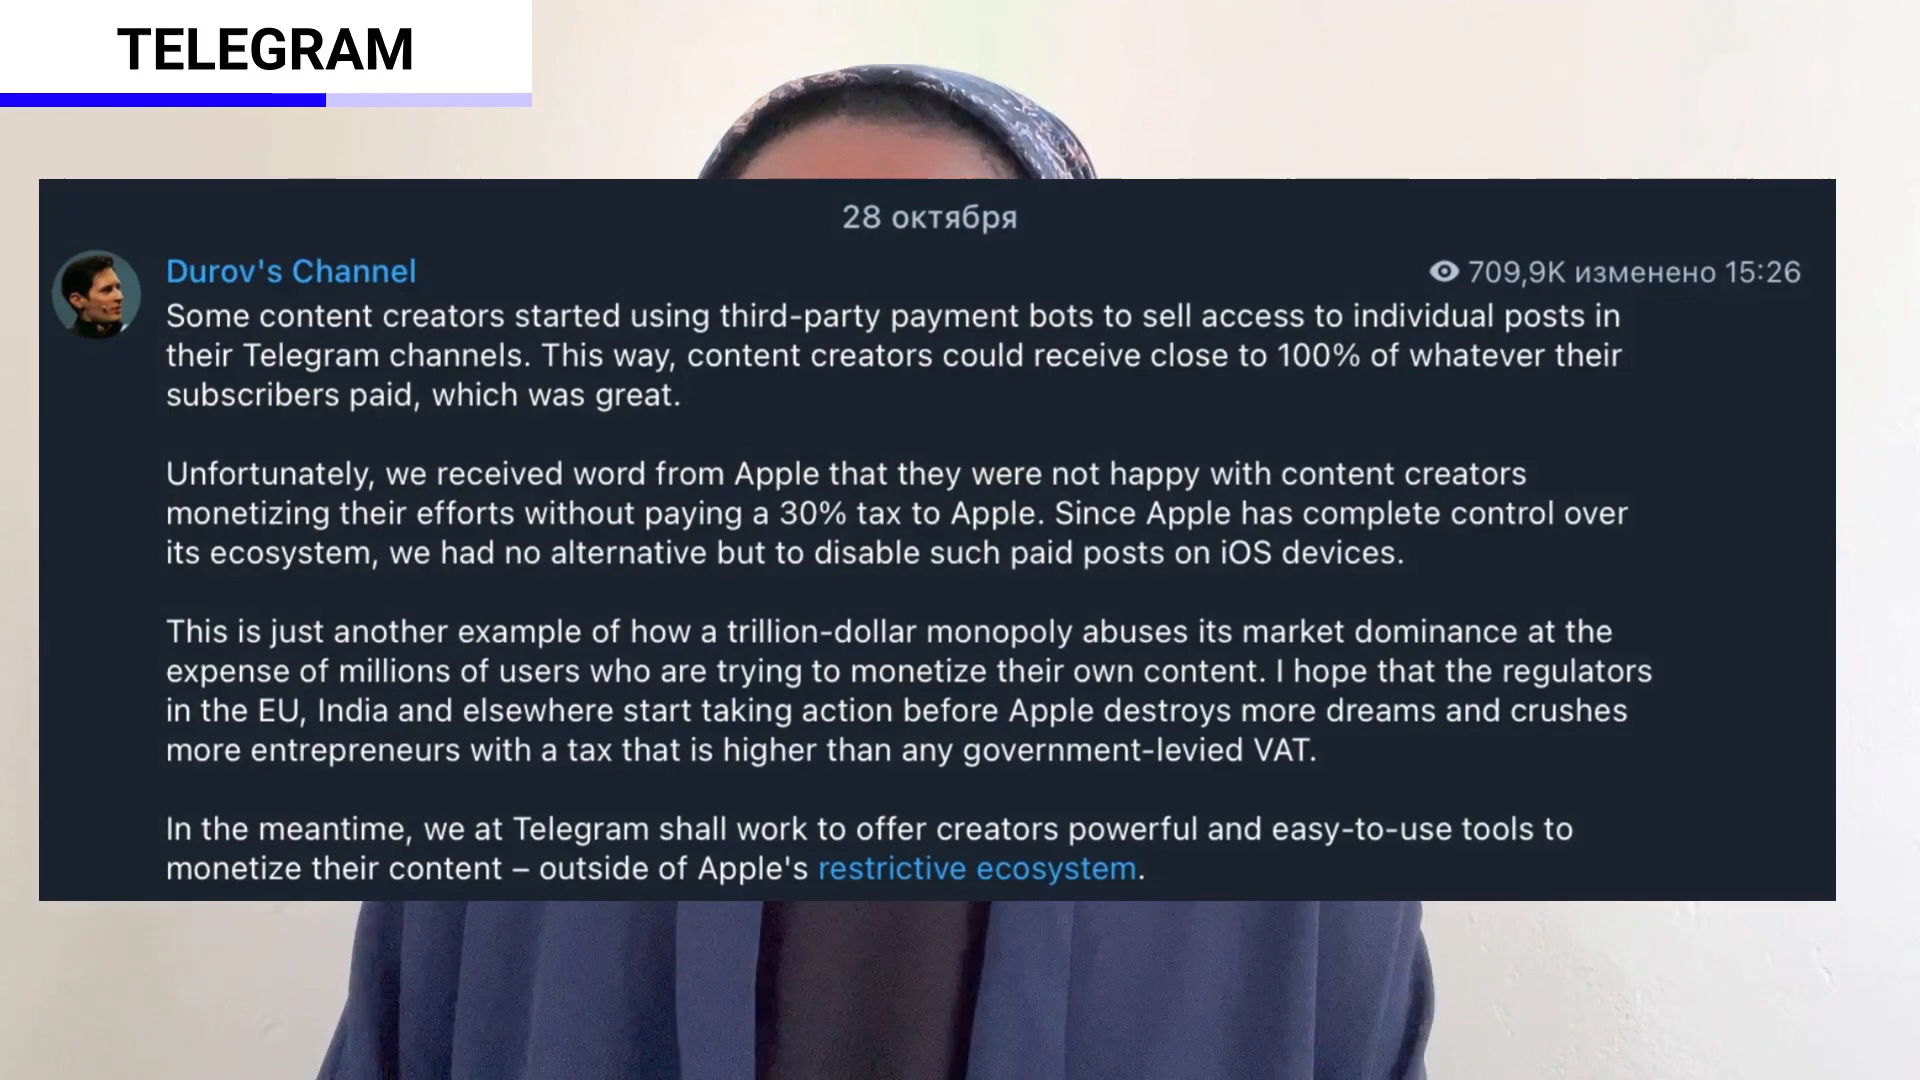 TELEGRAM
28 октября
Durov's Channel
709,9K изменено 15:26
Some content creators started using third-party payment bots to sell access to individual posts in
their Telegram channels. This way, content creators could receive close to 100% of whatever their
subscribers paid, which was great.
Unfortunately, we received word from Apple that they were not happy with content creators
monetizing their efforts without paying a 30% tax to Apple. Since Apple has complete control over
its ecosystem, we had no alternative but to disable such paid posts on iOS devices.
This is just another example of how a trillion-dollar monopoly abuses its market dominance at the
expense of millions of users who are trying to monetize their own content. I hope that the regulators
in the EU, India and elsewhere start taking action before Apple destroys more dreams and crushes
more entrepreneurs with a tax that is higher than any government-levied VAT.
In the meantime, we at Telegram shall work to offer creators powerful and easy-to-use tools to
monetize their content – outside of Apple's restrictive ecosystem.